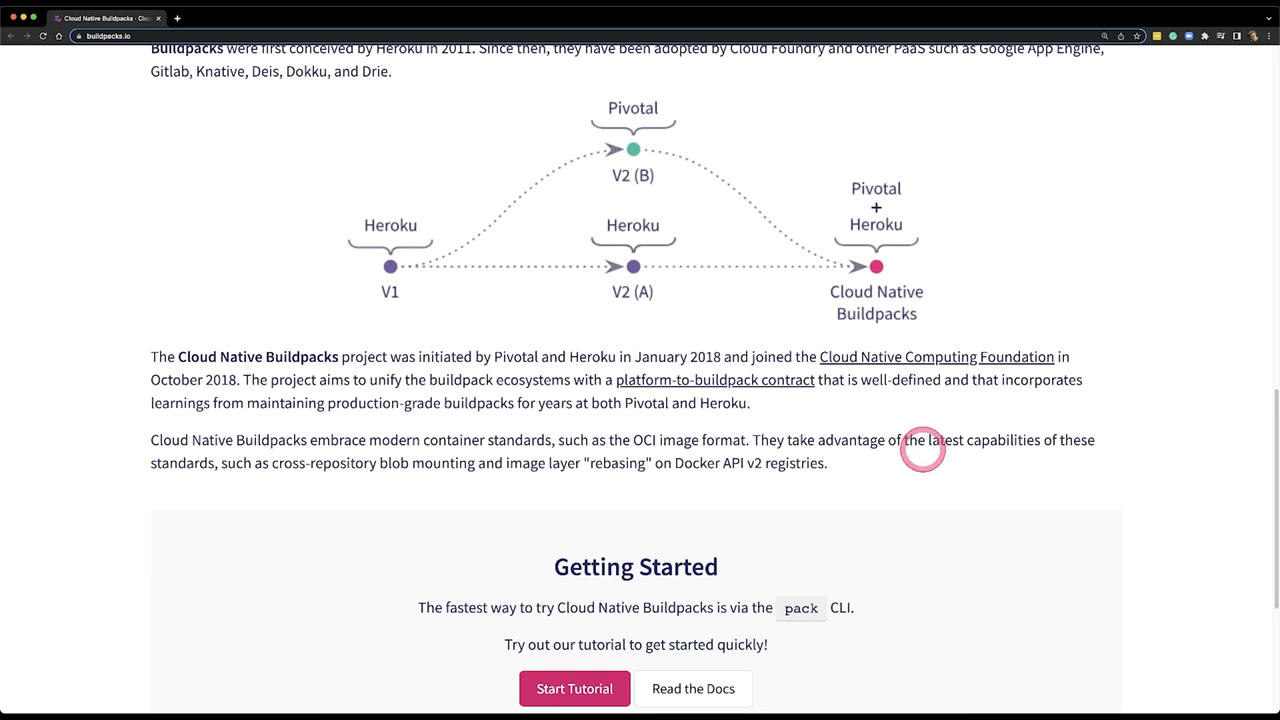 Cloud Native Buildpacks · Clou
buildpacks.io
Buildpacks were first conceived by Heroku in 2011. Since then, they have been adopted by Cloud Foundry and other PaaS such as Google App Engine,
Gitlab, Knative, Deis, Dokku, and Drie.
Pivotal
V2 (B)
Pivotal
+
Heroku
Heroku
Heroku
V1
V2 (A)
Cloud Native
Buildpacks
The Cloud Native Buildpacks project was initiated by Pivotal and Heroku in January 2018 and joined the Cloud Native Computing Foundation in
October 2018. The project aims to unify the buildpack ecosystems with a platform-to-buildpack contract that is well-defined and that incorporates
learnings from maintaining production-grade buildpacks for years at both Pivotal and Heroku.
Cloud Native Buildpacks embrace modern container standards, such as the OCI image format. They take advantage of the latest capabilities of these
standards, such as cross-repository blob mounting and image layer "rebasing" on Docker API v2 registries.
Getting Started
The fastest way to try Cloud Native Buildpacks is via the pack CLI.
Try out our tutorial to get started quickly!
Start Tutorial
Read the Docs